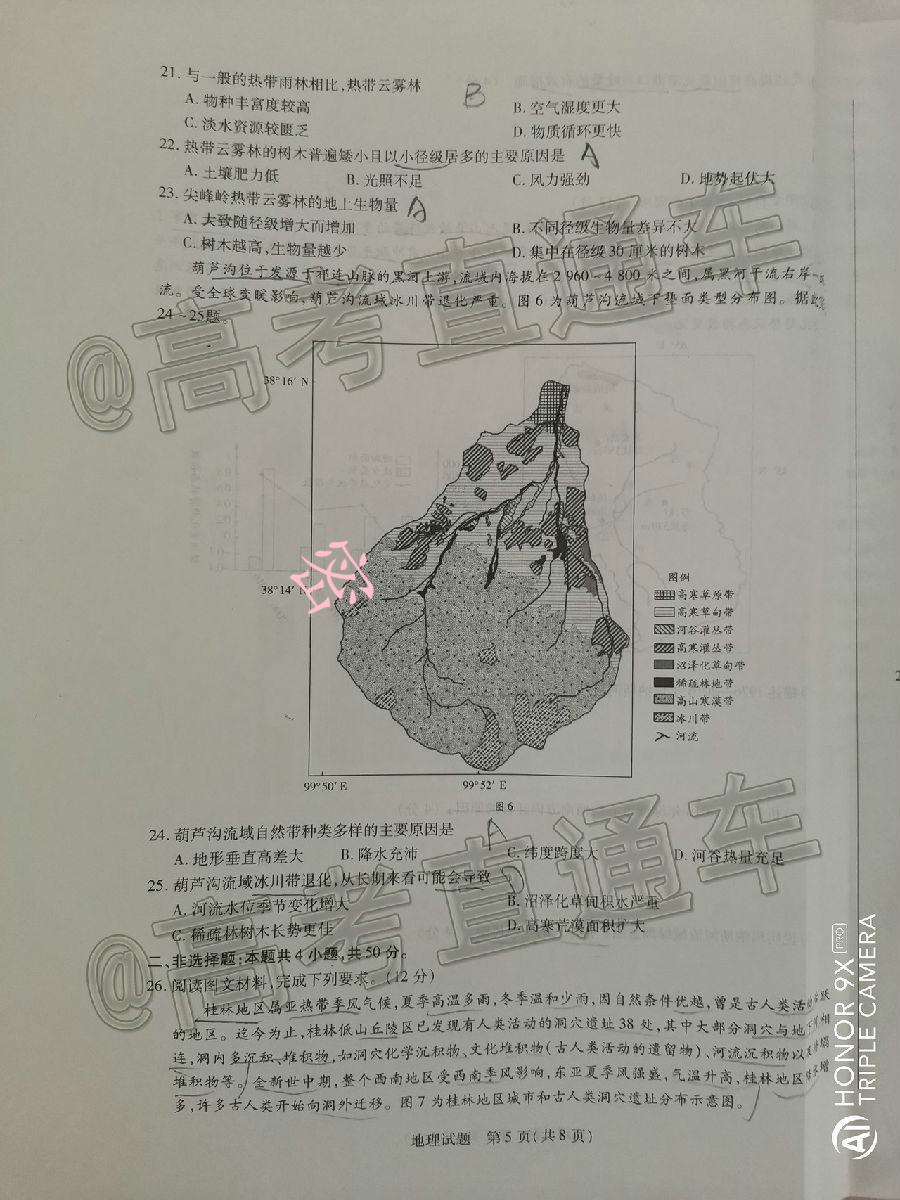 21. 与一般的热带雨林相比,热带云雾林
B
A. 物种丰富度较高 B. 空气湿度更大
C. 淡水资源较匮乏 D. 物质循环更快
22. 热带云雾林的树木普遍矮小且以小径级居多的主要原因是 A
A. 土壤肥力低 B. 光照不足 C. 风力强劲 D. 地势起伏大
23. 尖峰岭热带云雾林的地上生物量 A
A. 大致随径级增大而增加 B. 不同径级生物量差异不大
C. 树木越高,生物量越少 D. 集中在径级30厘米的树木
葫芦沟位于发源于祁连山脉的黑河上游,流域内海拔在2 960~4 800米之间,属黑河干流右岸一
流。受全球变暖影响,葫芦沟流域冰川带退化严重。图6为葫芦沟流域下垫面类型分布图。据
24~25题。
38°16′ N
38°14′ N
99°50′ E 99°52′ E
图例
高寒草原带
高寒草甸带
河谷灌丛带
高寒灌丛带
沼泽化草甸带
稀疏林地带
高山寒漠带
冰川带
河流
密
图6
24. 葫芦沟流域自然带种类多样的主要原因是 A
A. 地形垂直高差大 B. 降水充沛 C. 纬度跨度大 D. 河谷热量充足
25. 葫芦沟流域冰川带退化,从长期来看可能会导致
A. 河流水位季节变化增大 B. 沼泽化草甸积水严重
C. 稀疏林树木长势更佳 D. 高寒荒漠面积扩大
二、非选择题:本题共4小题,共50分。
26. 阅读图文材料,完成下列要求。(12分)
桂林地区属亚热带季风气候,夏季高温多雨,冬季温和少雨,因自然条件优越,曾是古人类活
的地区。迄今为止,桂林低山丘陵区已发现有人类活动的洞穴遗址38处,其中大部分洞穴与地
连,洞内多沉积、堆积物,如洞穴化学沉积物、文化堆积物(古人类活动的遗留物)、河流沉积物以
堆积物等。全新世中期,整个西南地区受西南季风影响,东亚夏季风强盛,气温升高,桂林地区
多,许多古人类开始向洞外迁移。图7为桂林地区城市和古人类洞穴遗址分布示意图。
地理试题 第5页(共8页)
@高考直通车
@高考直通车
HONOR 9X PRO
AI TRIPLE CAMERA